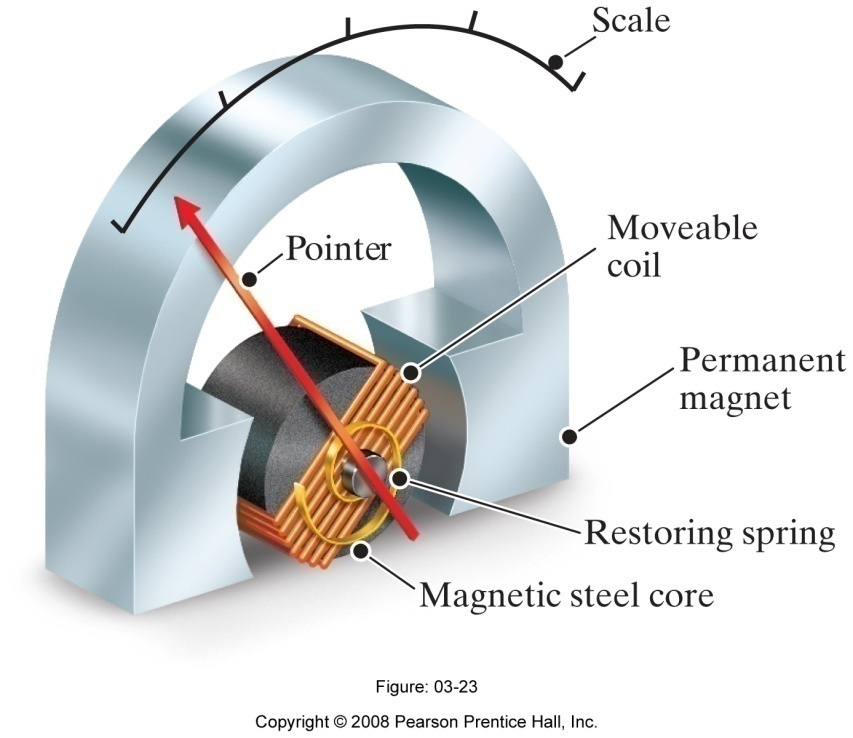 Scale
Pointer
Moveable
coil
Permanent
magnet
Restoring spring
Magnetic steel core
Figure: 03-23
Copyright © 2008 Pearson Prentice Hall, Inc.